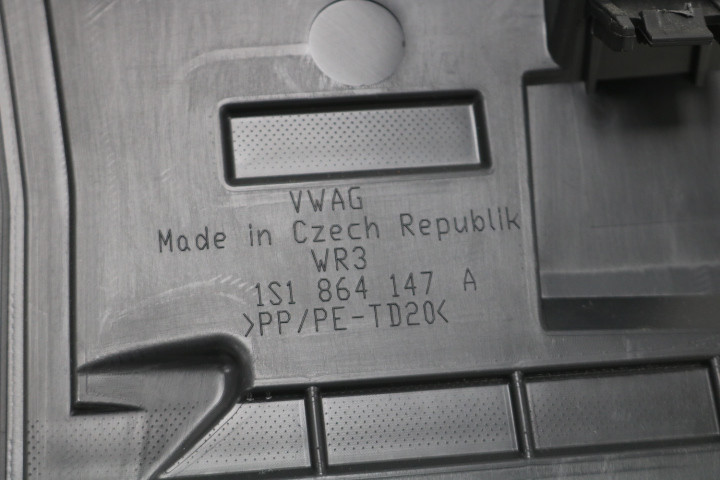 VWAG
Made in Czech Republik
WR3
1S1 864 147 A
>PP/PE-TD20<